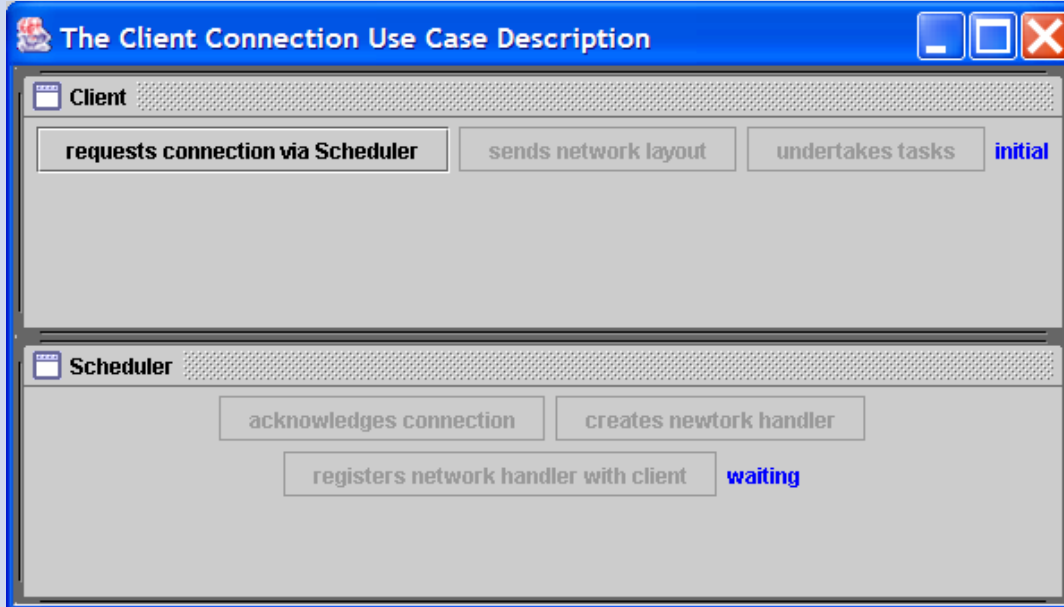 The Client Connection Use Case Description
Client
requests connection via Scheduler sends network layout undertakes tasks initial
Scheduler
acknowledges connection creates newtork handler
registers network handler with client waiting